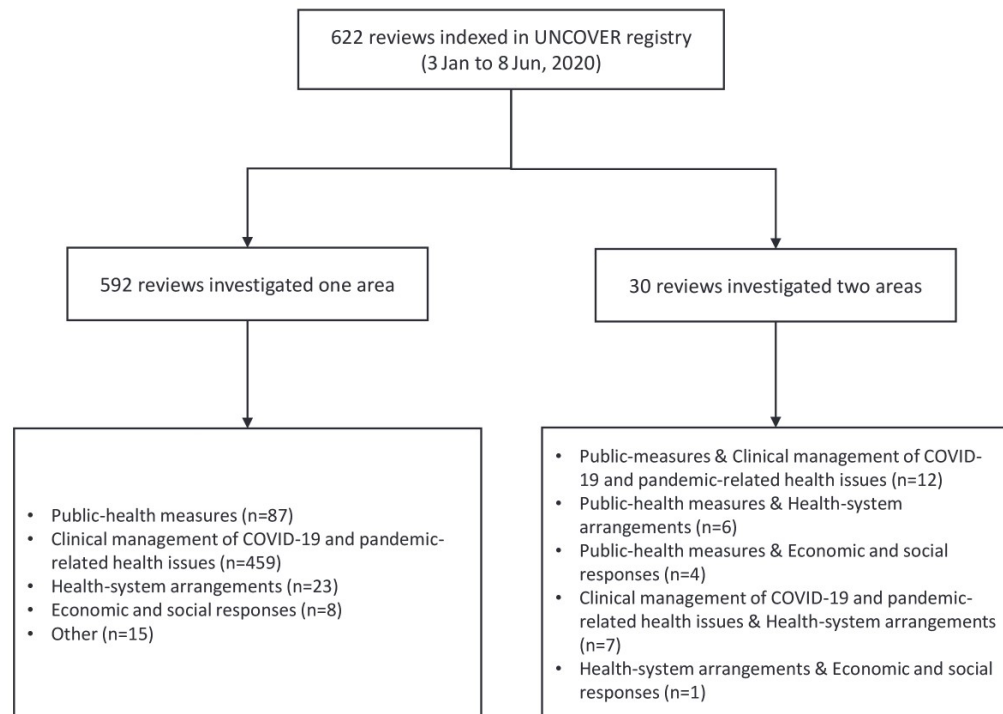 622 reviews indexed in UNCOVER registry
(3 Jan to 8 Jun, 2020)
592 reviews investigated one area
30 reviews investigated two areas
• Public-health measures (n=87)
• Clinical management of COVID-19 and pandemic-
related health issues (n=459)
• Health-system arrangements (n=23)
• Economic and social responses (n=8)
• Other (n=15)
• Public-measures & Clinical management of COVID-
19 and pandemic-related health issues (n=12)
• Public-health measures & Health-system
arrangements (n=6)
• Public-health measures & Economic and social
responses (n=4)
• Clinical management of COVID-19 and pandemic-
related health issues & Health-system arrangements
(n=7)
• Health-system arrangements & Economic and social
responses (n=1)